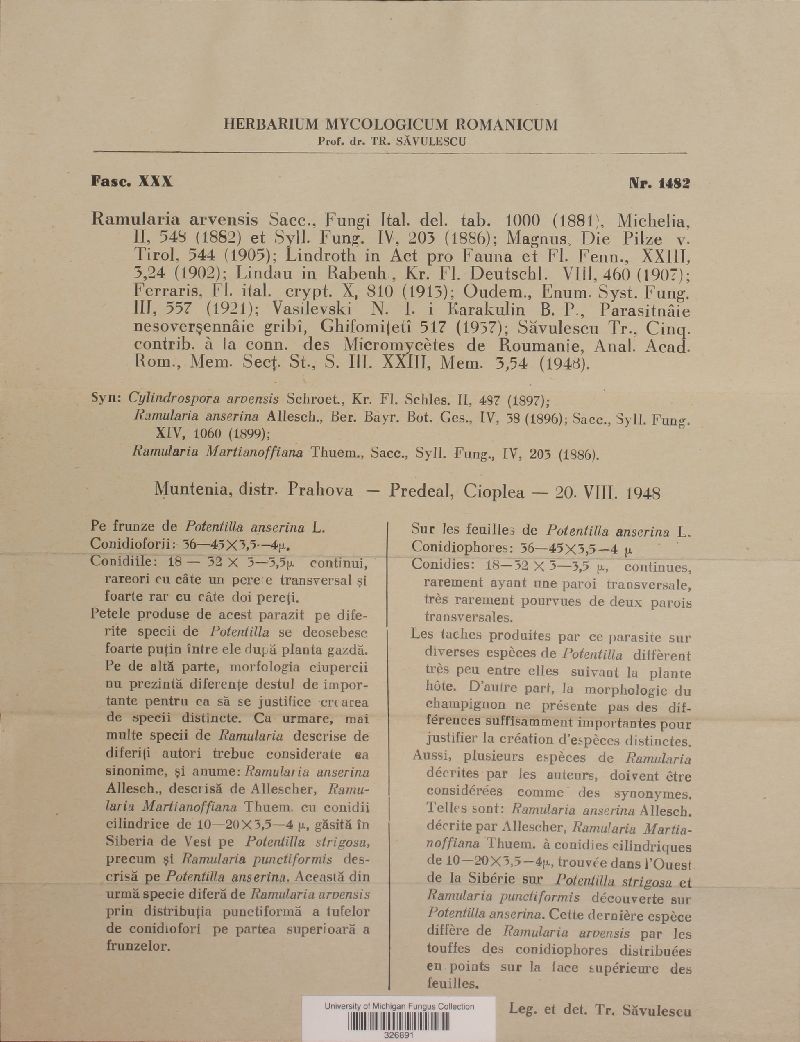 HERBARIUM MYCOLOGICUM ROMANICUM
Prof. dr. TR. SĂVULESCU
Fasc. XXX
Nr. 1482
Ramularia arvensis Sacc., Fungi Ital. del. tab. 1000 (1881), Michelia,
II, 548 (1882) et Syll. Fung. IV, 203 (1886); Magnus, Die Pilze v.
Tirol, 544 (1905); Lindroth in Act pro Fauna et Fl. Fenn., XXIII,
3,24 (1902); Lindau in Rabenh., Kr. Fl. Deutschl. VIII, 460 (1907);
Ferraris, Fl. ital. crypt. X, 810 (1913); Oudem., Enum. Syst. Fung.
III, 557 (1921); Vasilevski N. I. i Karakulin B. P., Parasitnâie
nesoverşennâie gribî, Ghifomiţetî 517 (1937); Săvulescu Tr., Cinq.
contrib. à la conn. des Micromycètes de Roumanie, Anal. Acad.
Rom., Mem. Secţ. St., S. III. XXIII, Mem. 3,54 (1948).
Syn: Cylindrospora arvensis Schroet., Kr. Fl. Schles. II, 487 (1897);
Ramularia anserina Allesch., Ber. Bayr. Bot. Ges., IV, 38 (1896); Sacc., Syll. Fung.
XIV, 1060 (1899);
Ramularia Martianoffiana Thuem., Sacc., Syll. Fung., IV, 203 (1886).
Muntenia, distr. Prahova — Predeal, Cioplea — 20. VIII. 1948
Pe frunze de Potentilla anserina L.
Conidioforii: 36—45×3,5—4µ.
Conidiile: 18 — 32 × 3—3,5µ continui,
rareori cu câte un perete transversal şi
foarte rar cu câte doi pereţi.
Petele produse de acest parazit pe dife-
rite specii de Potentilla se deosebesc
foarte puţin între ele după planta gazdă.
Pe de altă parte, morfologia ciupercii
nu prezintă diferenţe destul de impor-
tante pentru ca să se justifice crearea
de specii distincte. Ca urmare, mai
multe specii de Ramularia descrise de
diferiţi autori trebue considerate ca
sinonime, şi anume: Ramularia anserina
Allesch., descrisă de Allescher, Ramu-
laria Martianoffiana Thuem. cu conidii
cilindrice de 10—20×3,5—4 µ, găsită în
Siberia de Vest pe Potentilla strigosa,
precum şi Ramularia punctiformis des-
crisă pe Potentilla anserina. Această din
urmă specie diferă de Ramularia arvensis
prin distribuţia punctiformă a tufelor
de conidiofori pe partea superioară a
frunzelor.
Sur les feuilles de Potentilla anserina L.
Conidiophores: 36—45×3,5—4 µ
Conidies: 18—32 × 3—3,5 µ, continues,
rarement ayant une paroi transversale,
très rarement pourvues de deux parois
transversales.
Les taches produites par ce parasite sur
diverses espèces de Potentilla diffèrent
très peu entre elles suivant la plante
hôte. D'autre part, la morphologie du
champignon ne présente pas des dif-
férences suffisamment importantes pour
justifier la création d'espèces distinctes.
Aussi, plusieurs espèces de Ramularia
décrites par les auteurs, doivent être
considérées comme des synonymes.
Telles sont: Ramularia anserina Allesch.
décrite par Allescher, Ramularia Martia-
noffiana Thuem. à conidies cilindriques
de 10—20×3,5—4µ, trouvée dans l'Ouest
de la Sibérie sur Potentilla strigosa et
Ramularia punctiformis découverte sur
Potentilla anserina. Cette dernière espèce
diffère de Ramularia arvensis par les
touffes des conidiophores distribuées
en points sur la face supérieure des
feuilles.
Leg. et det. Tr. Săvulescu
University of Michigan Fungus Collection
326691